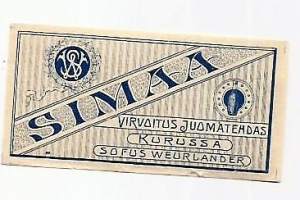 SIMAA
VIRVOITUS JUOMATEHDAS
KURUSSA
SOFUS WEURLANDER